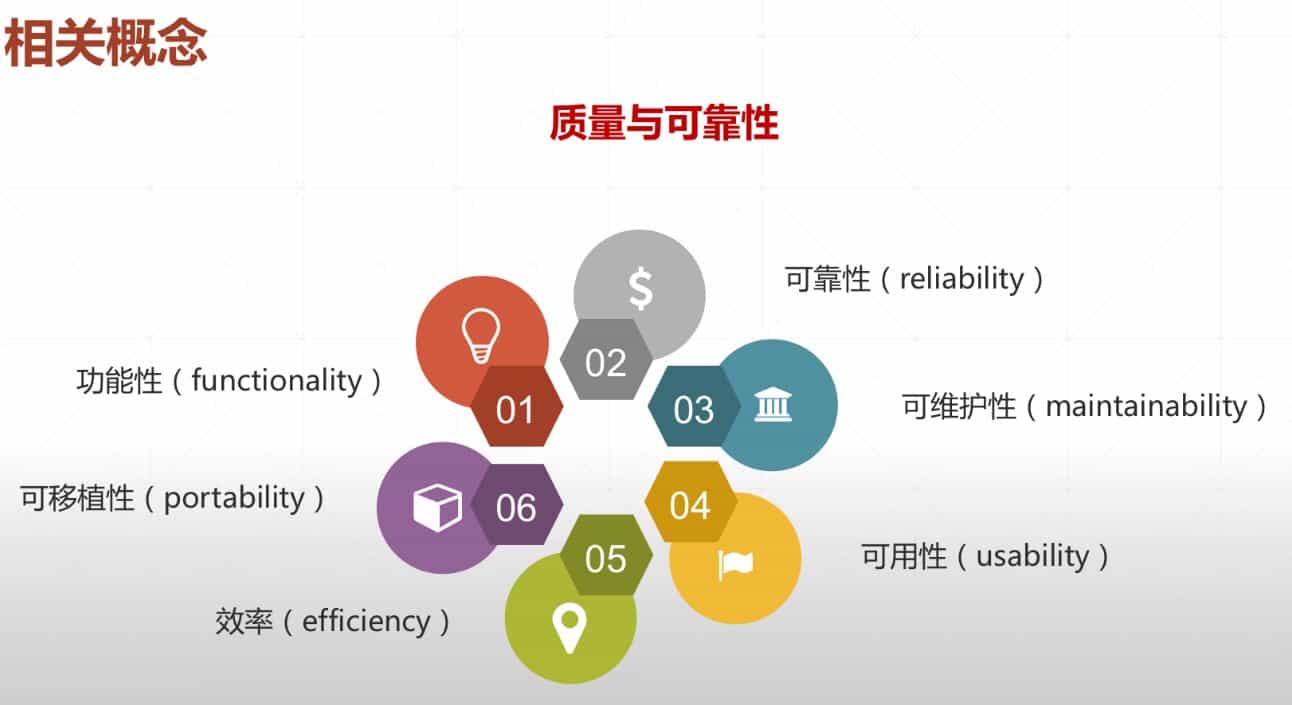 相关概念
质量与可靠性
功能性（functionality）
01
$
02
可靠性（reliability）
03
可维护性（maintainability）
04
可用性（usability）
05
效率（efficiency）
06
可移植性（portability）